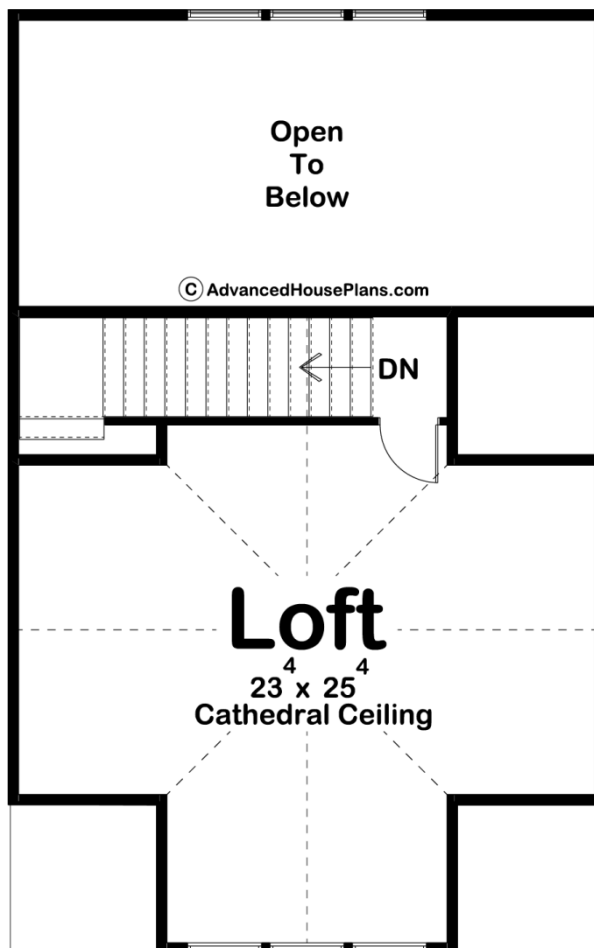 Open
To
Below
© AdvancedHousePlans.com
DN
Loft
23⁴ x 25⁴
Cathedral Ceiling